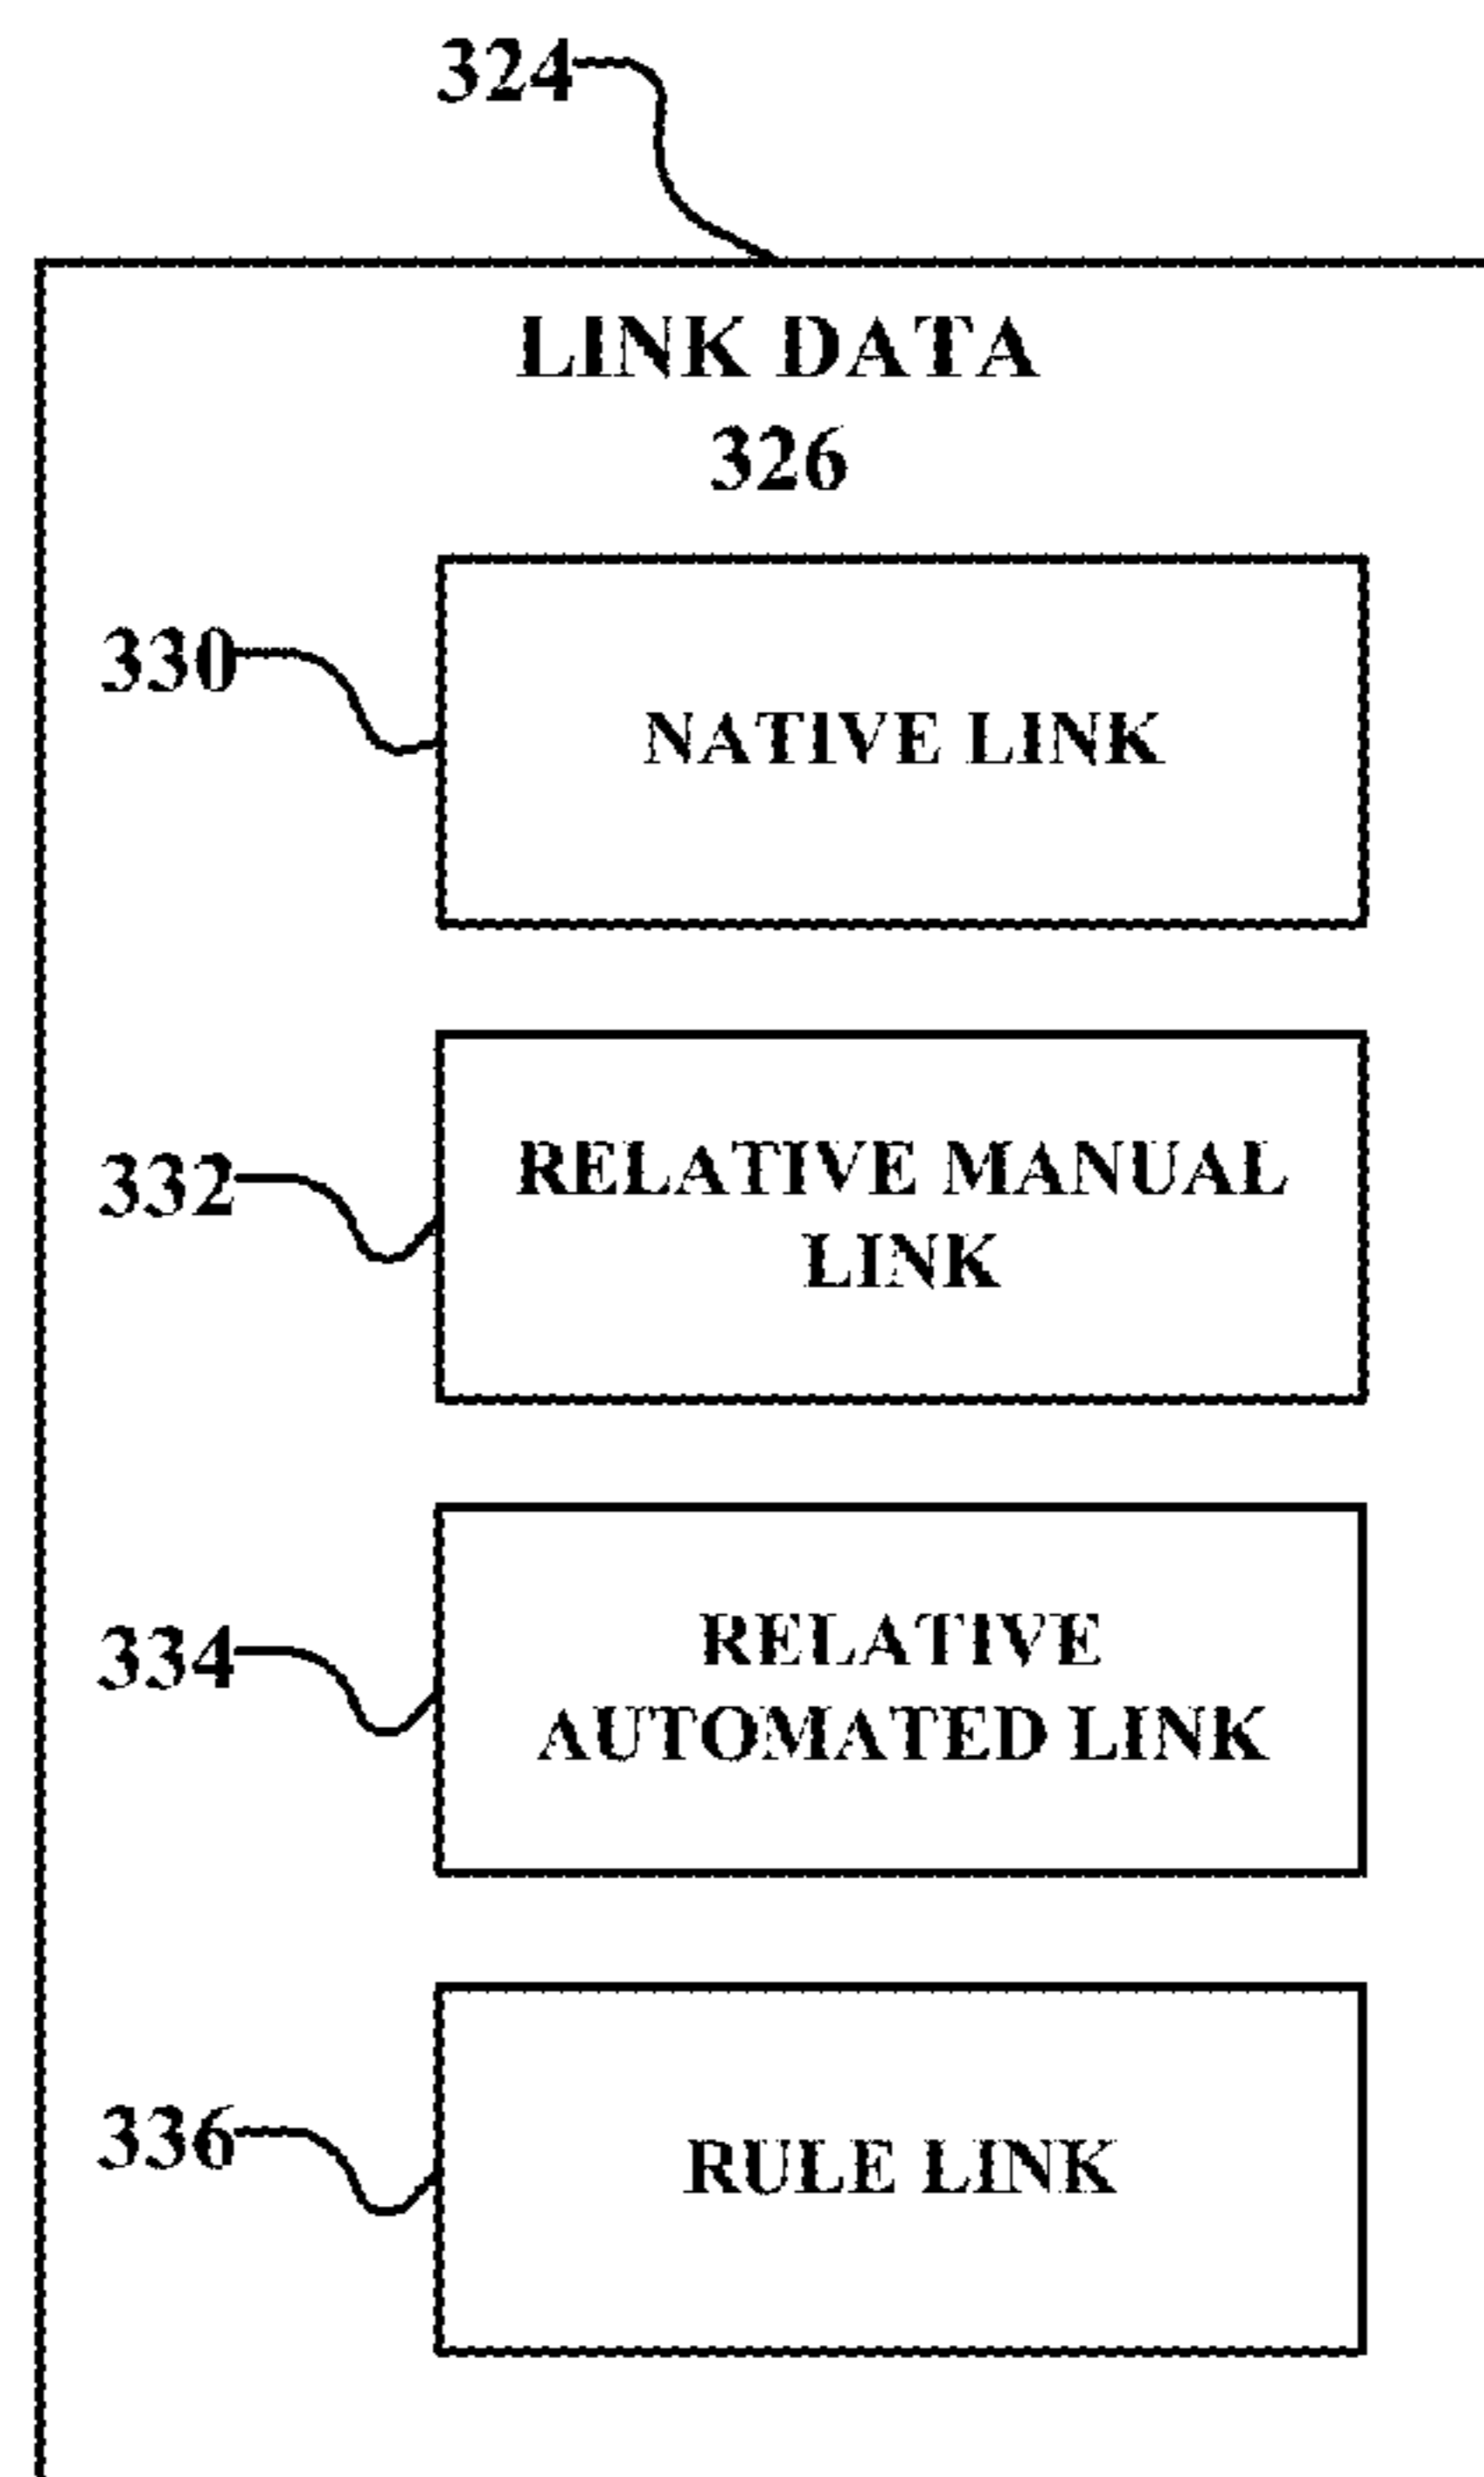 324
LINK DATA
326
330
NATIVE LINK
332
RELATIVE MANUAL
LINK
334
RELATIVE
AUTOMATED LINK
336
RULE LINK